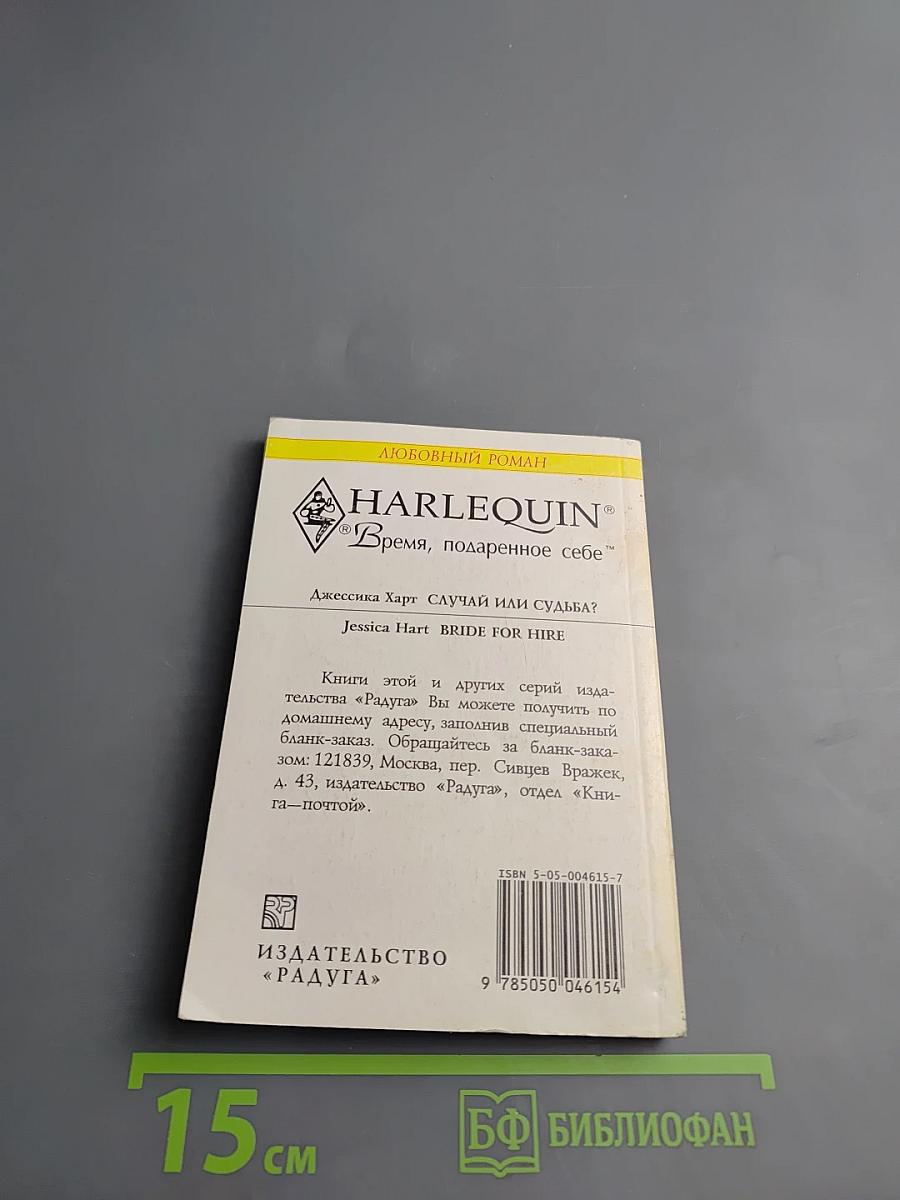 ЛЮБОВНЫЙ РОМАН
HARLEQUIN®
® Время, подаренное себе™
Джессика Харт СЛУЧАЙ ИЛИ СУДЬБА?
Jessica Hart BRIDE FOR HIRE
Книги этой и других серий изда-
тельства «Радуга» Вы можете получить по
домашнему адресу, заполнив специальный
бланк-заказ. Обращайтесь за бланк-зака-
зом: 121839, Москва, пер. Сивцев Вражек,
д. 43, издательство «Радуга», отдел «Кни-
га—почтой».
ISBN 5-05-004615-7
9 785050 046154
ИЗДАТЕЛЬСТВО
«РАДУГА»
15 см
БФ БИБЛИОФАН